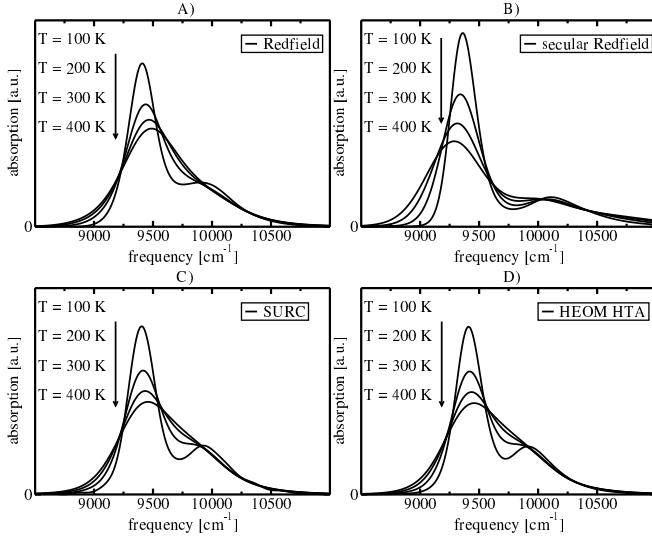 A)
T = 100 K
T = 200 K
T = 300 K
T = 400 K
Redfield
absorption [a.u.]
0
9000 9500 10000 10500
frequency [cm⁻¹]
B)
T = 100 K
T = 200 K
T = 300 K
T = 400 K
secular Redfield
absorption [a.u.]
0
9000 9500 10000 10500
frequency [cm⁻¹]
C)
T = 100 K
T = 200 K
T = 300 K
T = 400 K
SURC
absorption [a.u.]
0
9000 9500 10000 10500
frequency [cm⁻¹]
D)
T = 100 K
T = 200 K
T = 300 K
T = 400 K
HEOM HTA
absorption [a.u.]
0
9000 9500 10000 10500
frequency [cm⁻¹]